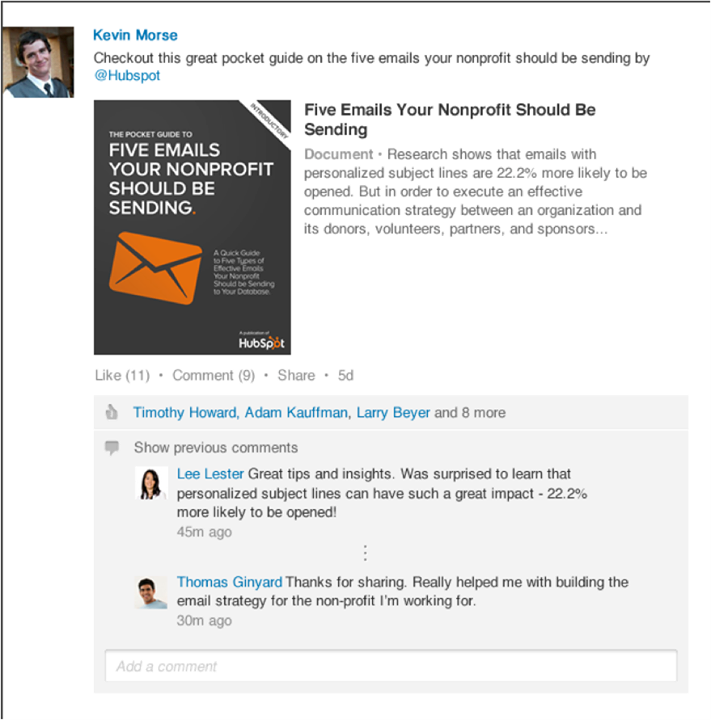 Kevin Morse
Checkout this great pocket guide on the five emails your nonprofit should be sending by
@Hubspot
INTRODUCTORY
THE POCKET GUIDE TO
FIVE EMAILS
YOUR NONPROFIT
SHOULD BE
SENDING.
A Quick Guide
to Five Types of
Effective Emails
Your Nonprofit
Should be Sending
to Your Database.
A publication of
HubSpot
Five Emails Your Nonprofit Should Be
Sending
Document • Research shows that emails with
personalized subject lines are 22.2% more likely to be
opened. But in order to execute an effective
communication strategy between an organization and
its donors, volunteers, partners, and sponsors...
Like (11) • Comment (9) • Share • 5d
Timothy Howard, Adam Kauffman, Larry Beyer and 8 more
Show previous comments
Lee Lester Great tips and insights. Was surprised to learn that
personalized subject lines can have such a great impact - 22.2%
more likely to be opened!
45m ago
Thomas Ginyard Thanks for sharing. Really helped me with building the
email strategy for the non-profit I'm working for.
30m ago
Add a comment